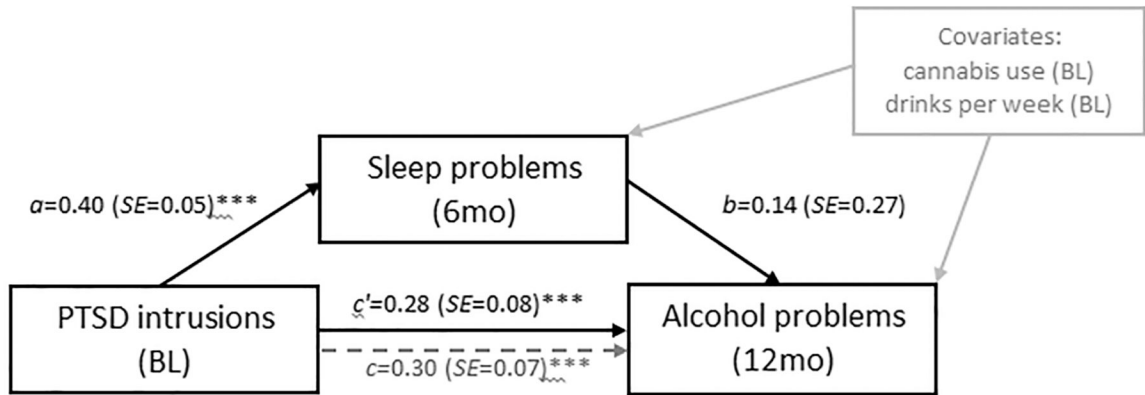 Covariates:
cannabis use (BL)
drinks per week (BL)
Sleep problems
(6mo)
a=0.40 (SE=0.05)***
b=0.14 (SE=0.27)
PTSD intrusions
(BL)
c'=0.28 (SE=0.08)***
c=0.30 (SE=0.07)***
Alcohol problems
(12mo)